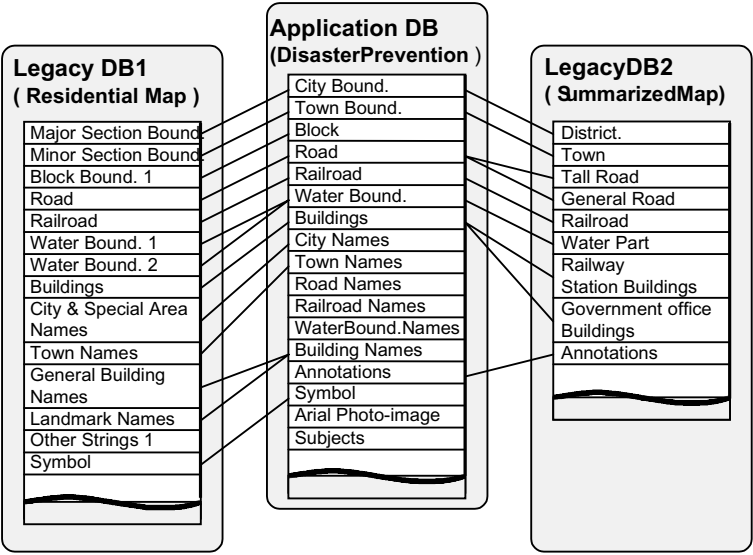 Legacy DB1
( Residential Map )
Major Section Bound.
Minor Section Bound.
Block Bound. 1
Road
Railroad
Water Bound. 1
Water Bound. 2
Buildings
City & Special Area
Names
Town Names
General Building
Names
Landmark Names
Other Strings 1
Symbol
Application DB
(DisasterPrevention )
City Bound.
Town Bound.
Block
Road
Railroad
Water Bound.
Buildings
City Names
Town Names
Road Names
Railroad Names
WaterBound.Names
Building Names
Annotations
Symbol
Arial Photo-image
Subjects
LegacyDB2
( SummarizedMap)
District.
Town
Tall Road
General Road
Railroad
Water Part
Railway
Station Buildings
Government office
Buildings
Annotations